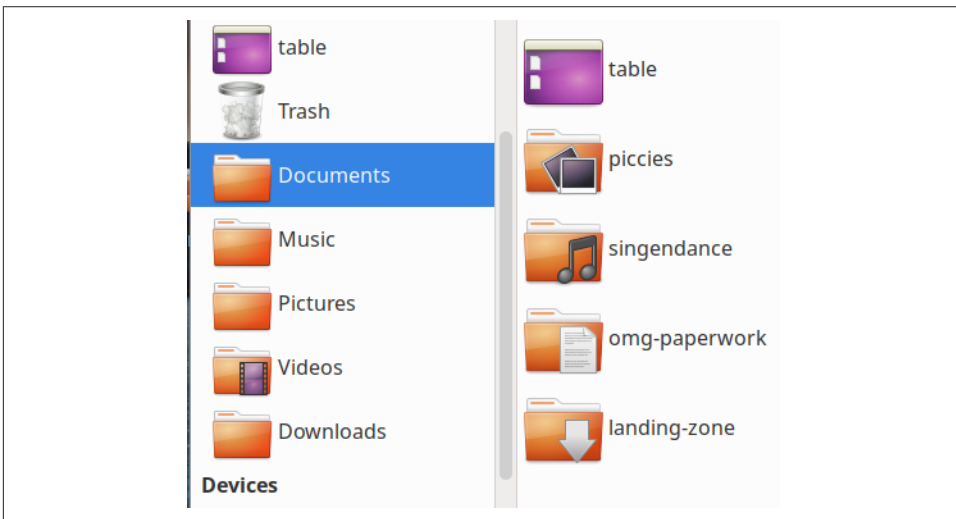 table
Trash
Documents
Music
Pictures
Videos
Downloads
Devices
table
piccies
singendance
omg-paperwork
landing-zone